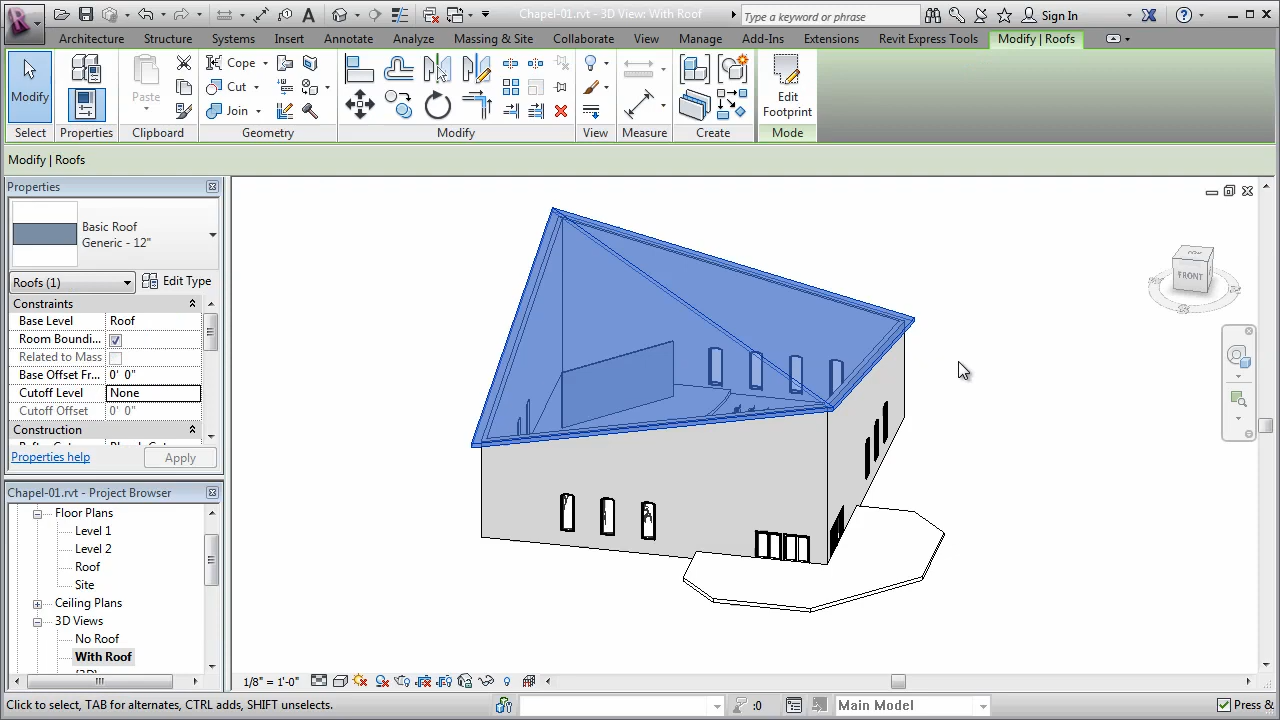 Chapel-01.rvt - 3D View: With Roof
Type a keyword or phrase
Sign In
Architecture Structure Systems Insert Annotate Analyze Massing & Site Collaborate View Manage Add-Ins Extensions Revit Express Tools Modify | Roofs
Modify
Paste
Cope
Cut
Join
Edit
Footprint
Select Properties Clipboard Geometry Modify View Measure Create Mode
Modify | Roofs
Properties
Basic Roof
Generic - 12"
Roofs (1)
Edit Type
Constraints
Base Level Roof
Room Boundi...
Related to Mass
Base Offset Fr... 0' 0"
Cutoff Level None
Cutoff Offset 0' 0"
Construction
Properties help
Apply
Chapel-01.rvt - Project Browser
Floor Plans
Level 1
Level 2
Roof
Site
Ceiling Plans
3D Views
No Roof
With Roof
FRONT
1/8" = 1'-0"
Click to select, TAB for alternates, CTRL adds, SHIFT unselects.
:0
Main Model
Press &